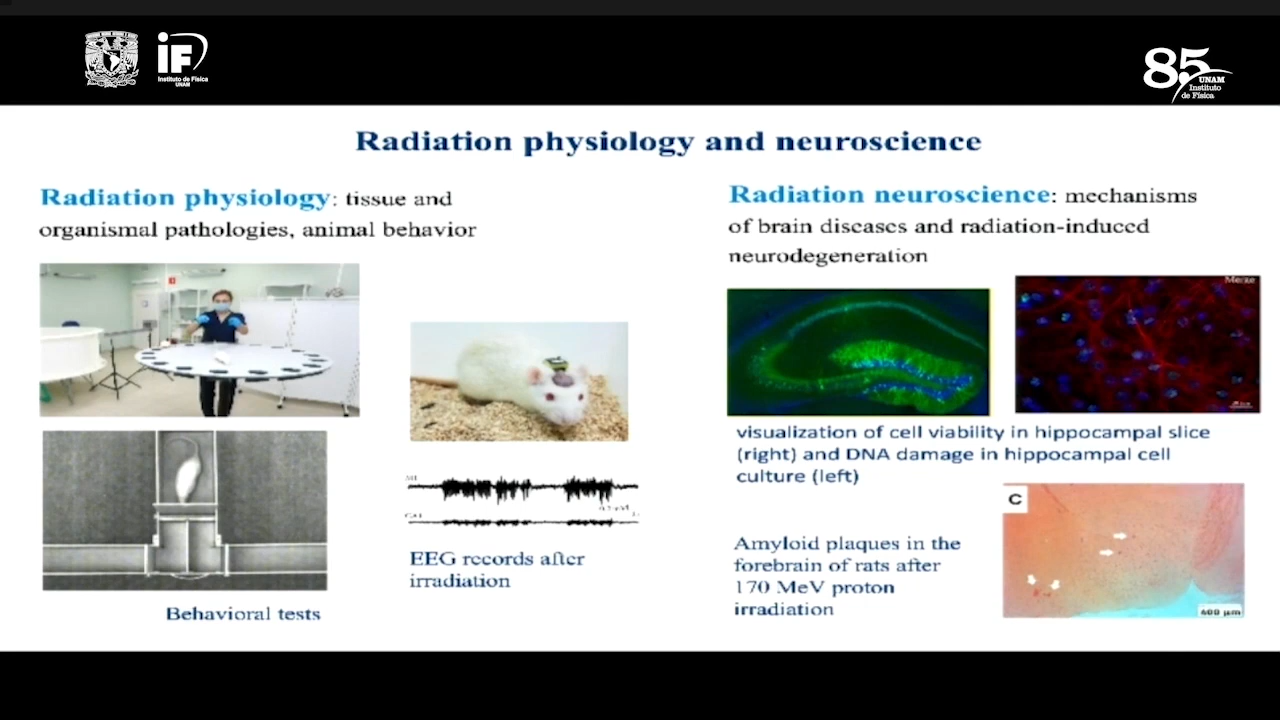 iF
Instituto de Física
UNAM
85
UNAM
Instituto
de Física
Radiation physiology and neuroscience
Radiation physiology: tissue and
organismal pathologies, animal behavior
Behavioral tests
EEG records after
irradiation
Radiation neuroscience: mechanisms
of brain diseases and radiation-induced
neurodegeneration
Merge
visualization of cell viability in hippocampal slice
(right) and DNA damage in hippocampal cell
culture (left)
Amyloid plaques in the
forebrain of rats after
170 MeV proton
irradiation
C
400 µm